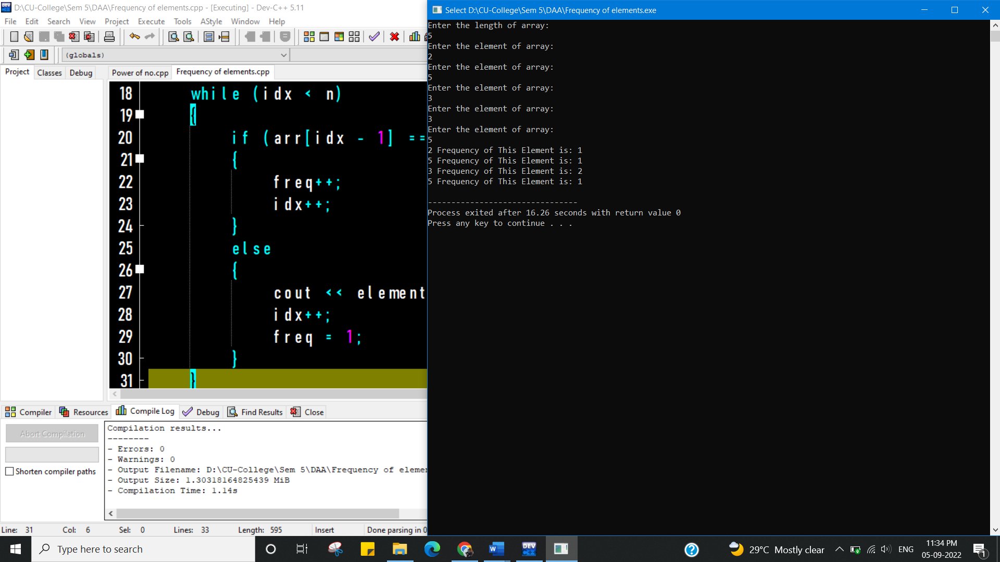 D:\CU-College\Sem 5\DAA\Frequency of elements.cpp - [Executing] - Dev-C++ 5.11
File Edit Search View Project Execute Tools AStyle Window Help
(globals)
Project Classes Debug
Power of no.cpp Frequency of elements.cpp
18 while (idx < n)
19 {
20 if (arr[idx - 1] ==
21 {
22 freq++;
23 idx++;
24 }
25 else
26 {
27 cout << element
28 idx++;
29 freq = 1;
30 }
31 }
Compiler Resources Compile Log Debug Find Results Close
Abort Compilation
Shorten compiler paths
Compilation results...
--------
- Errors: 0
- Warnings: 0
- Output Filename: D:\CU-College\Sem 5\DAA\Frequency of elemen
- Output Size: 1.30318164825439 MiB
- Compilation Time: 1.14s
Line: 31 Col: 6 Sel: 0 Lines: 33 Length: 595 Insert Done parsing in 0
Select D:\CU-College\Sem 5\DAA\Frequency of elements.exe
Enter the length of array:
5
Enter the element of array:
2
Enter the element of array:
5
Enter the element of array:
3
Enter the element of array:
3
Enter the element of array:
5
2 Frequency of This Element is: 1
5 Frequency of This Element is: 1
3 Frequency of This Element is: 2
5 Frequency of This Element is: 1
--------------------------------
Process exited after 16.26 seconds with return value 0
Press any key to continue . . .
Type here to search
DEV C++
29°C Mostly clear
ENG
11:34 PM
05-09-2022
1